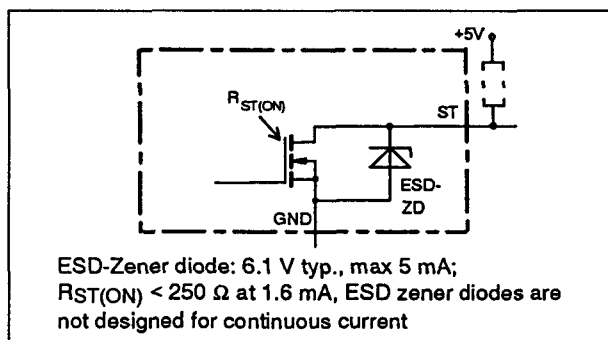 +5V
R ST(ON)
ST
ESD-
ZD
GND
ESD-Zener diode: 6.1 V typ., max 5 mA;
RST(ON) < 250 Ω at 1.6 mA, ESD zener diodes are
not designed for continuous current